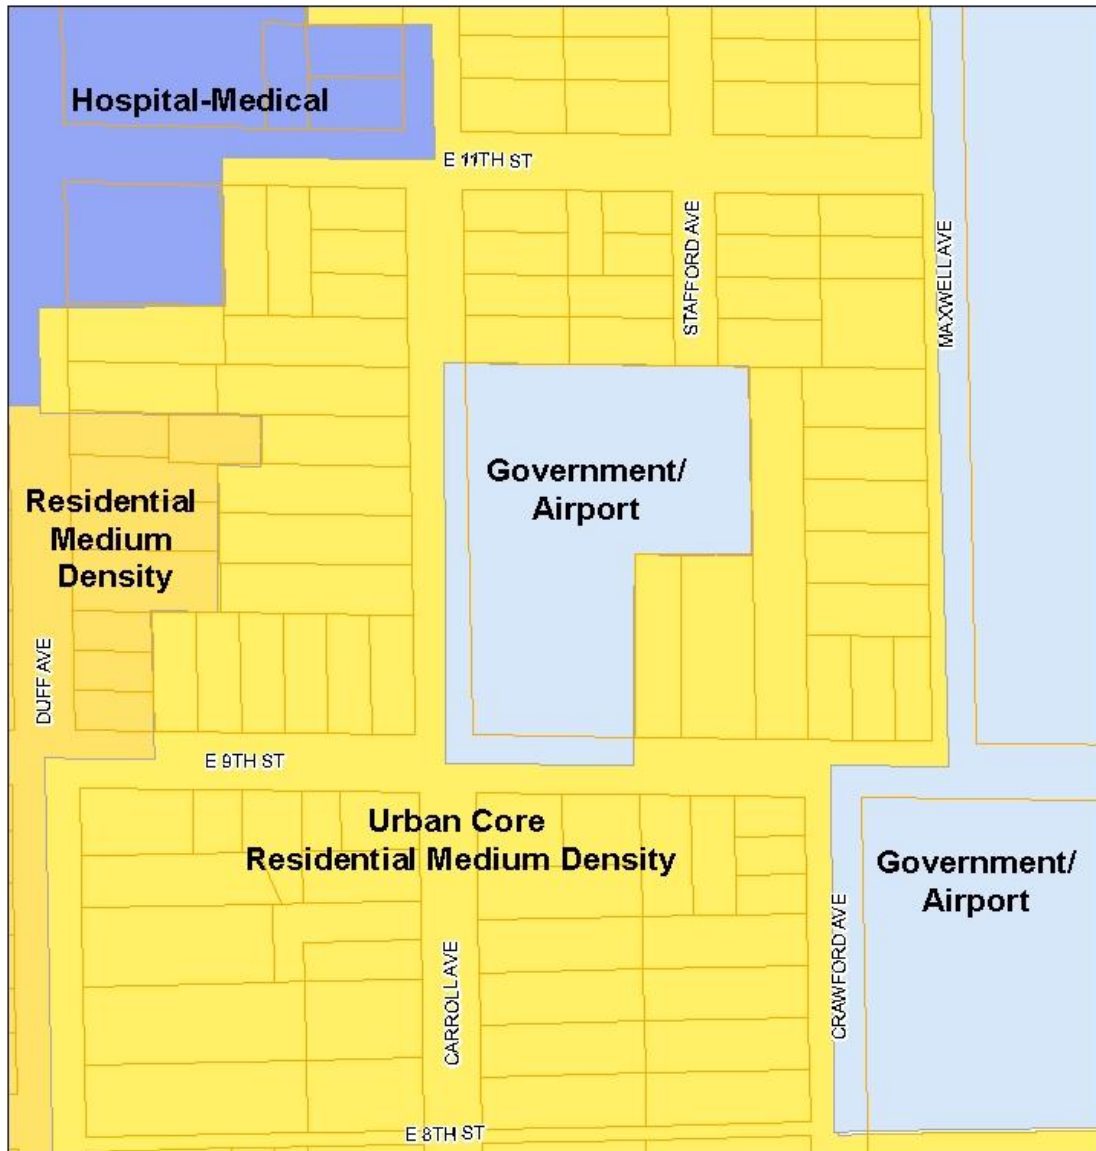 Hospital-Medical
E 11TH ST
STAFFORD AVE
MAXWELL AVE
Government/
Airport
Residential
Medium
Density
DUFF AVE
E 9TH ST
Urban Core
Residential Medium Density
Government/
Airport
CRAWFORD AVE
CARROLL AVE
E 8TH ST